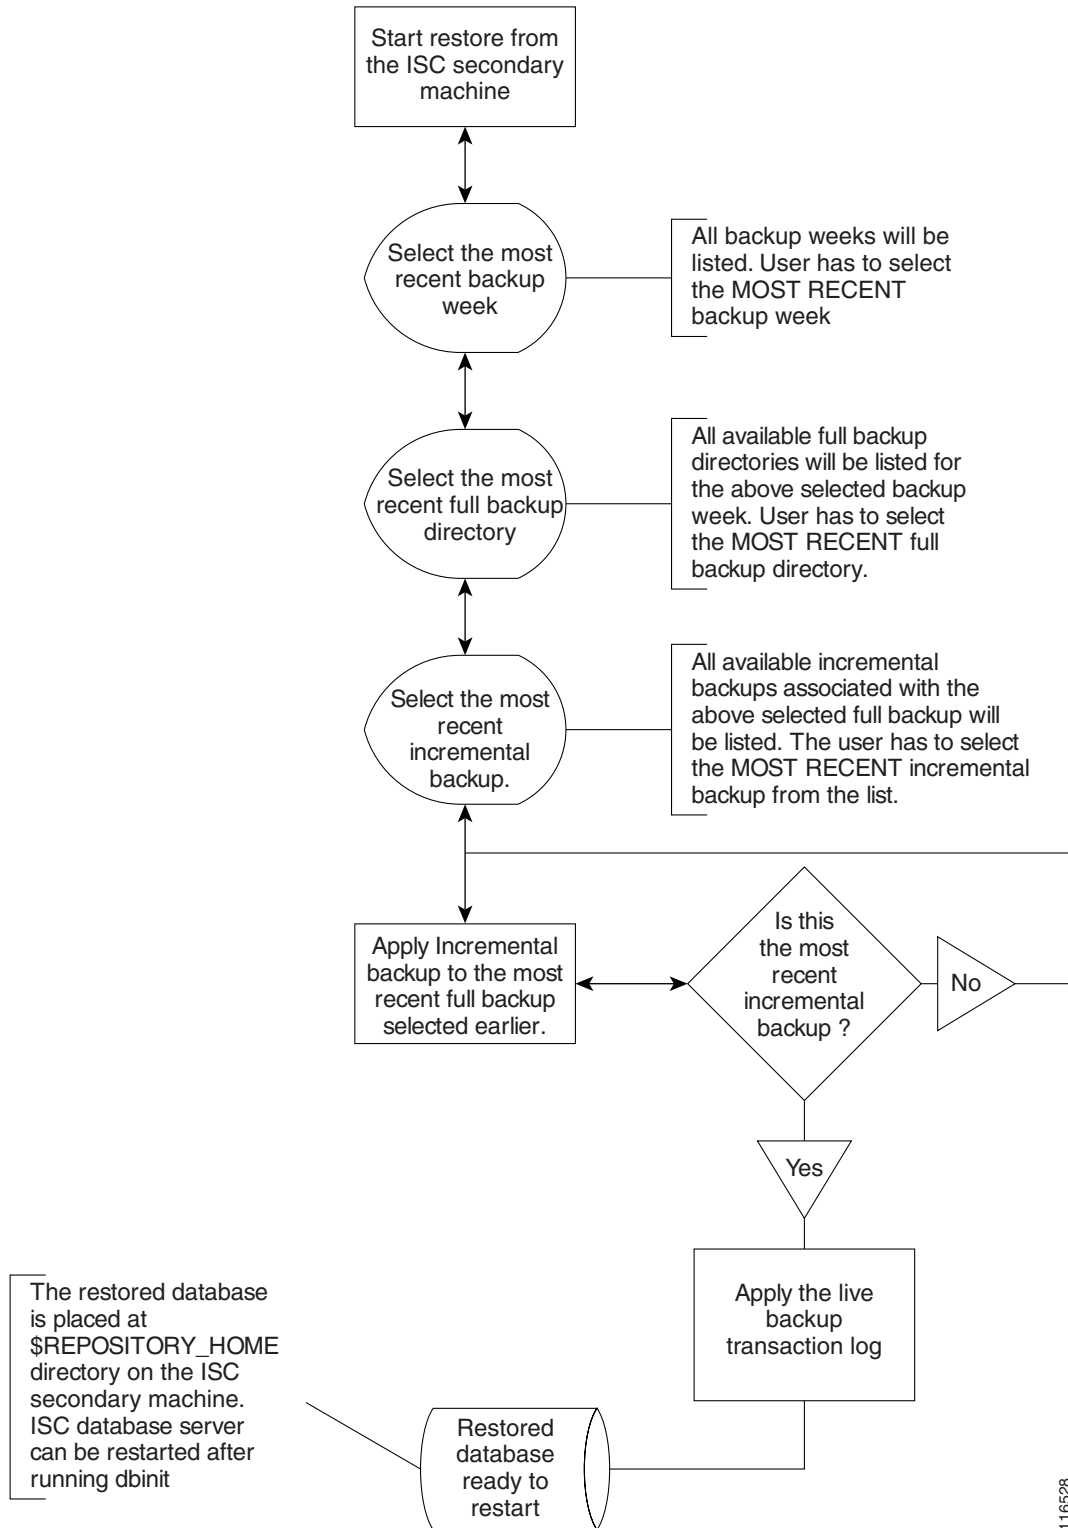 Start restore from
the ISC secondary
machine
Select the most
recent backup
week
All backup weeks will be
listed. User has to select
the MOST RECENT
backup week
Select the most
recent full backup
directory
All available full backup
directories will be listed for
the above selected backup
week. User has to select
the MOST RECENT full
backup directory.
Select the most
recent
incremental
backup.
All available incremental
backups associated with the
above selected full backup will
be listed. The user has to select
the MOST RECENT incremental
backup from the list.
Apply Incremental
backup to the most
recent full backup
selected earlier.
Is this
the most
recent
incremental
backup ?
No
Yes
Apply the live
backup
transaction log
The restored database
is placed at
$REPOSITORY_HOME
directory on the ISC
secondary machine.
ISC database server
can be restarted after
running dbinit
Restored
database
ready to
restart
116528